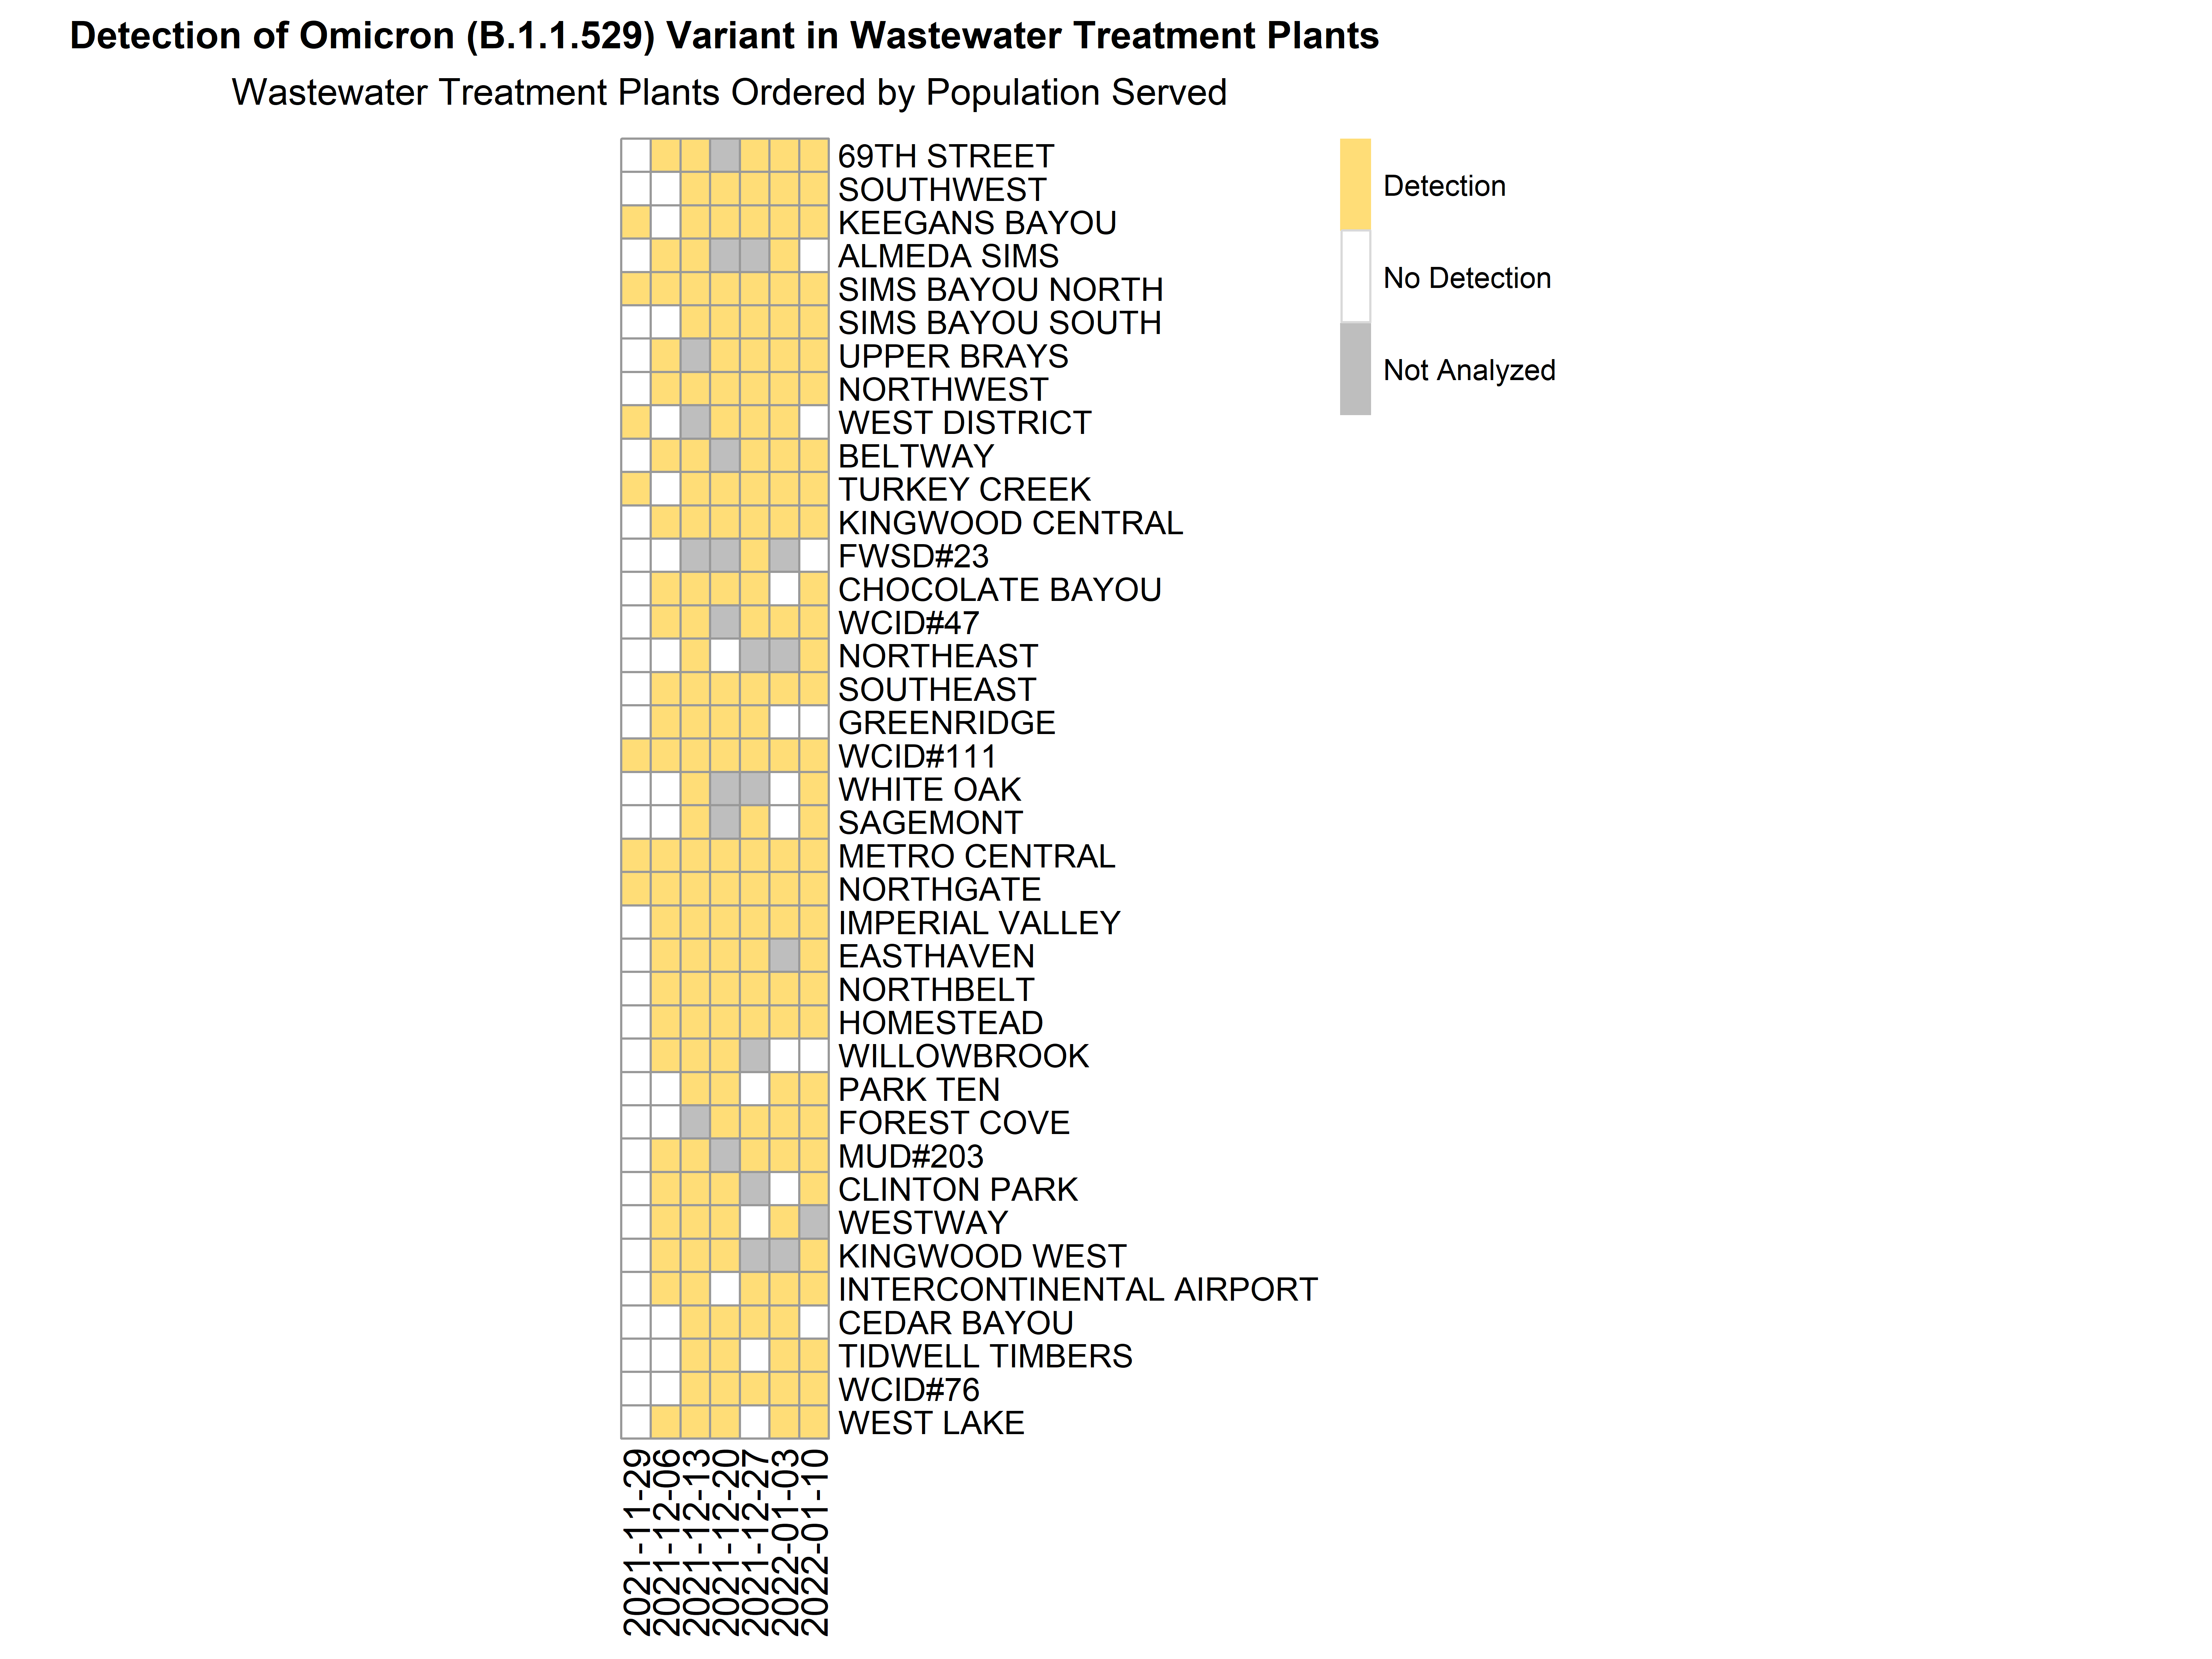 Detection of Omicron (B.1.1.529) Variant in Wastewater Treatment Plants
Wastewater Treatment Plants Ordered by Population Served
69TH STREET
SOUTHWEST
KEEGANS BAYOU
ALMEDA SIMS
SIMS BAYOU NORTH
SIMS BAYOU SOUTH
UPPER BRAYS
NORTHWEST
WEST DISTRICT
BELTWAY
TURKEY CREEK
KINGWOOD CENTRAL
FWSD#23
CHOCOLATE BAYOU
WCID#47
NORTHEAST
SOUTHEAST
GREENRIDGE
WCID#111
WHITE OAK
SAGEMONT
METRO CENTRAL
NORTHGATE
IMPERIAL VALLEY
EASTHAVEN
NORTHBELT
HOMESTEAD
WILLOWBROOK
PARK TEN
FOREST COVE
MUD#203
CLINTON PARK
WESTWAY
KINGWOOD WEST
INTERCONTINENTAL AIRPORT
CEDAR BAYOU
TIDWELL TIMBERS
WCID#76
WEST LAKE
2021-11-29
2021-12-06
2021-12-13
2021-12-20
2021-12-27
2022-01-03
2022-01-10
Detection
No Detection
Not Analyzed